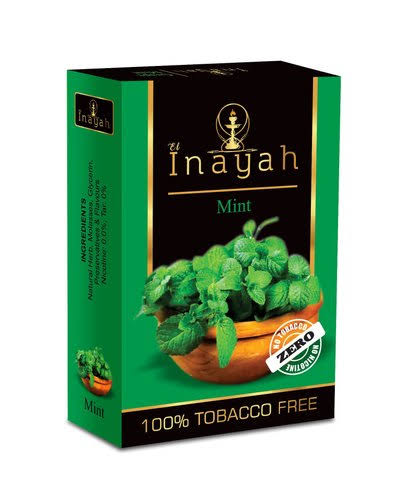 El
Inayah
Mint
NO TOBACCO
ZERO
NO NICOTINE
100% TOBACCO FREE
El
Inayah
INGREDIENTS
Natural Herb, Molasses, Glycerin,
Preservatives & Flavours
Nicotine: 0.0%, Tar: 0%
Mint